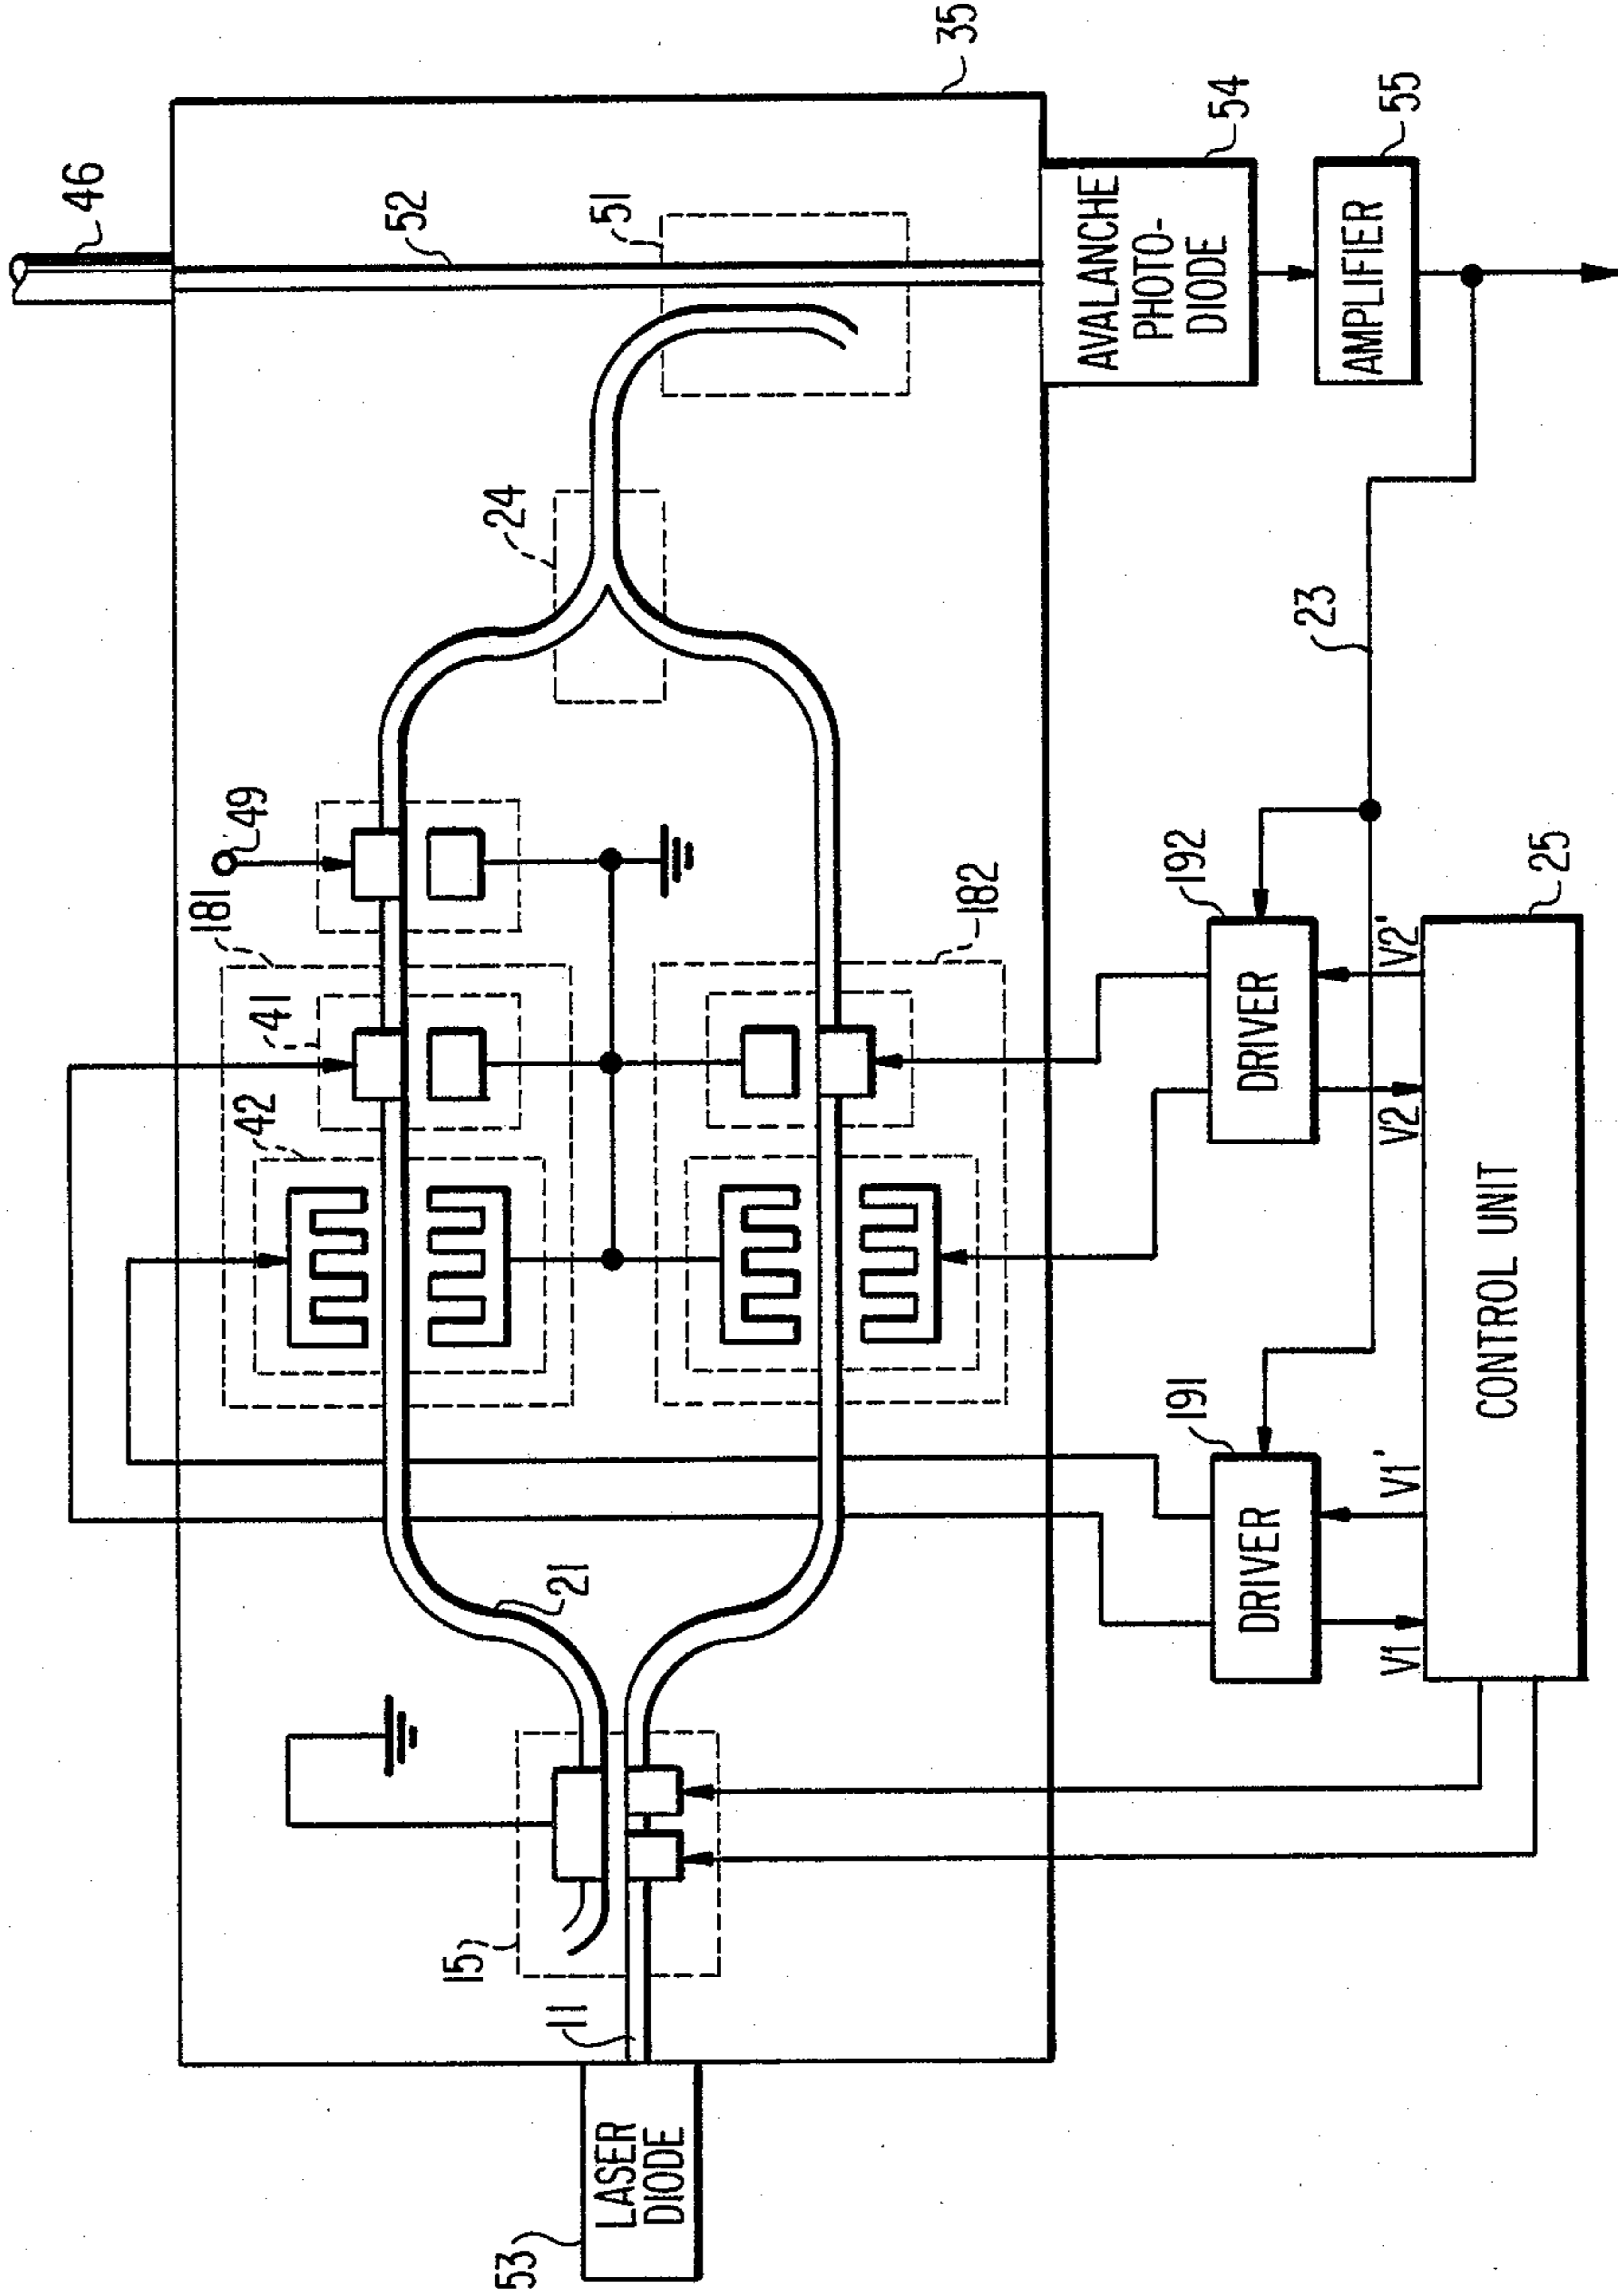 46
35
52
51
24
49
181
41
42
182
21
15
11
LASER
DIODE
53
AVALANCHE
PHOTO-
DIODE
54
AMPLIFIER
55
23
DRIVER
192
V2
V2'
DRIVER
191
V1
V1'
CONTROL UNIT
25